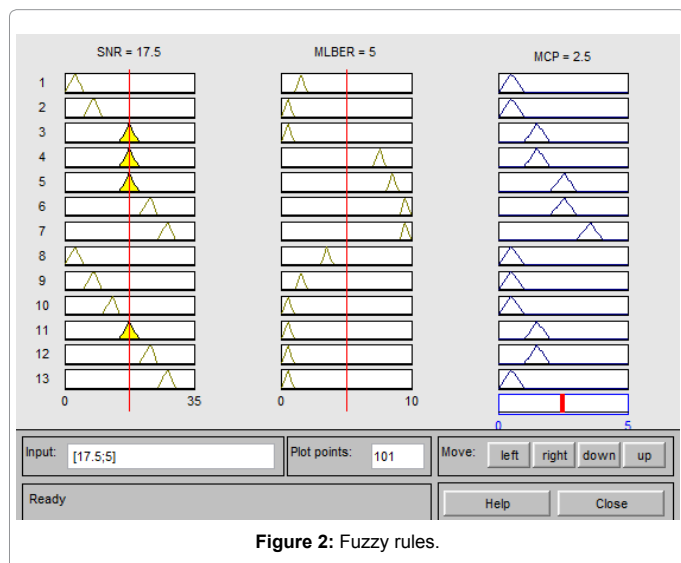 SNR = 17.5
MLBER = 5
MCP = 2.5
1
2
3
4
5
6
7
8
9
10
11
12
13
0 35
0 10
0 5
Input: [17.5;5]
Plot points: 101
Move: left right down up
Ready
Help Close
Figure 2: Fuzzy rules.